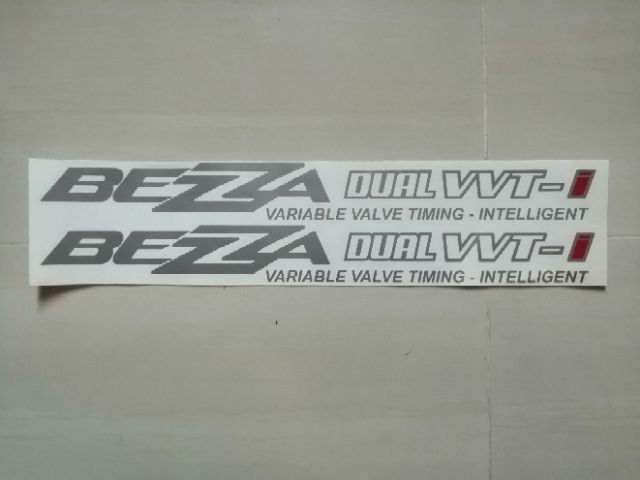 BEZZA DUAL VVT-i
VARIABLE VALVE TIMING - INTELLIGENT
BEZZA DUAL VVT-i
VARIABLE VALVE TIMING - INTELLIGENT